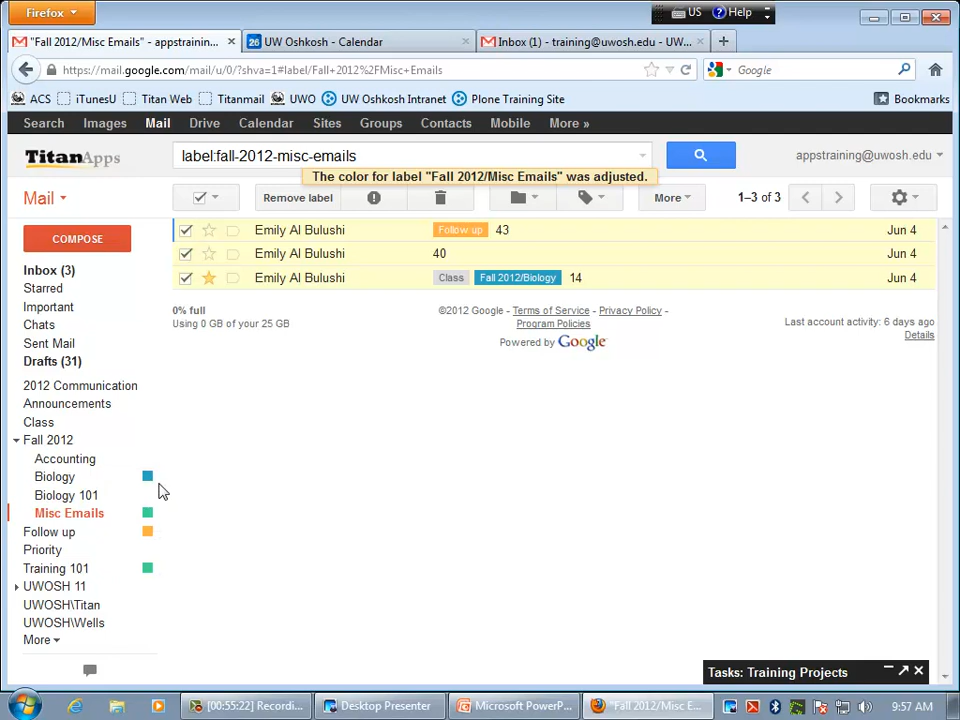 Firefox
US Help
"Fall 2012/Misc Emails" - appstrainin...
26 UW Oshkosh - Calendar
Inbox (1) - training@uwosh.edu - UW...
https://mail.google.com/mail/u/0/?shva=1#label/Fall+2012%2FMisc+Emails
Google
ACS iTunesU Titan Web Titanmail UWO UW Oshkosh Intranet Plone Training Site Bookmarks
Search Images Mail Drive Calendar Sites Groups Contacts Mobile More »
TitanApps
label:fall-2012-misc-emails
appstraining@uwosh.edu
The color for label "Fall 2012/Misc Emails" was adjusted.
Mail
Remove label
More
1–3 of 3
COMPOSE
Inbox (3)
Starred
Important
Chats
Sent Mail
Drafts (31)
2012 Communication
Announcements
Class
Fall 2012
Accounting
Biology
Biology 101
Misc Emails
Follow up
Priority
Training 101
UWOSH 11
UWOSH\Titan
UWOSH\Wells
More
Emily Al Bulushi Follow up 43 Jun 4
Emily Al Bulushi 40 Jun 4
Emily Al Bulushi Class Fall 2012/Biology 14 Jun 4
0% full
Using 0 GB of your 25 GB
©2012 Google - Terms of Service - Privacy Policy -
Program Policies
Powered by Google
Last account activity: 6 days ago
Details
Tasks: Training Projects
[00:55:22] Recordi...
Desktop Presenter
Microsoft PowerP...
"Fall 2012/Misc E...
9:57 AM